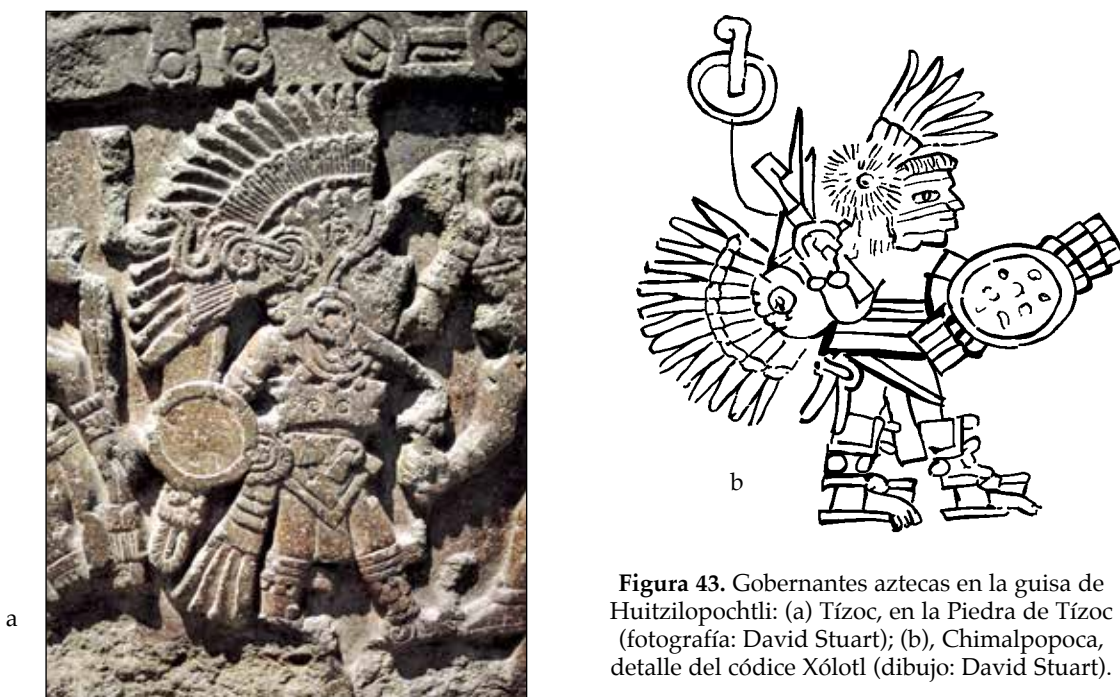 a
b
Figura 43. Gobernantes aztecas en la guisa de
Huitzilopochtli: (a) Tízoc, en la Piedra de Tízoc
(fotografía: David Stuart); (b), Chimalpopoca,
detalle del códice Xólotl (dibujo: David Stuart).